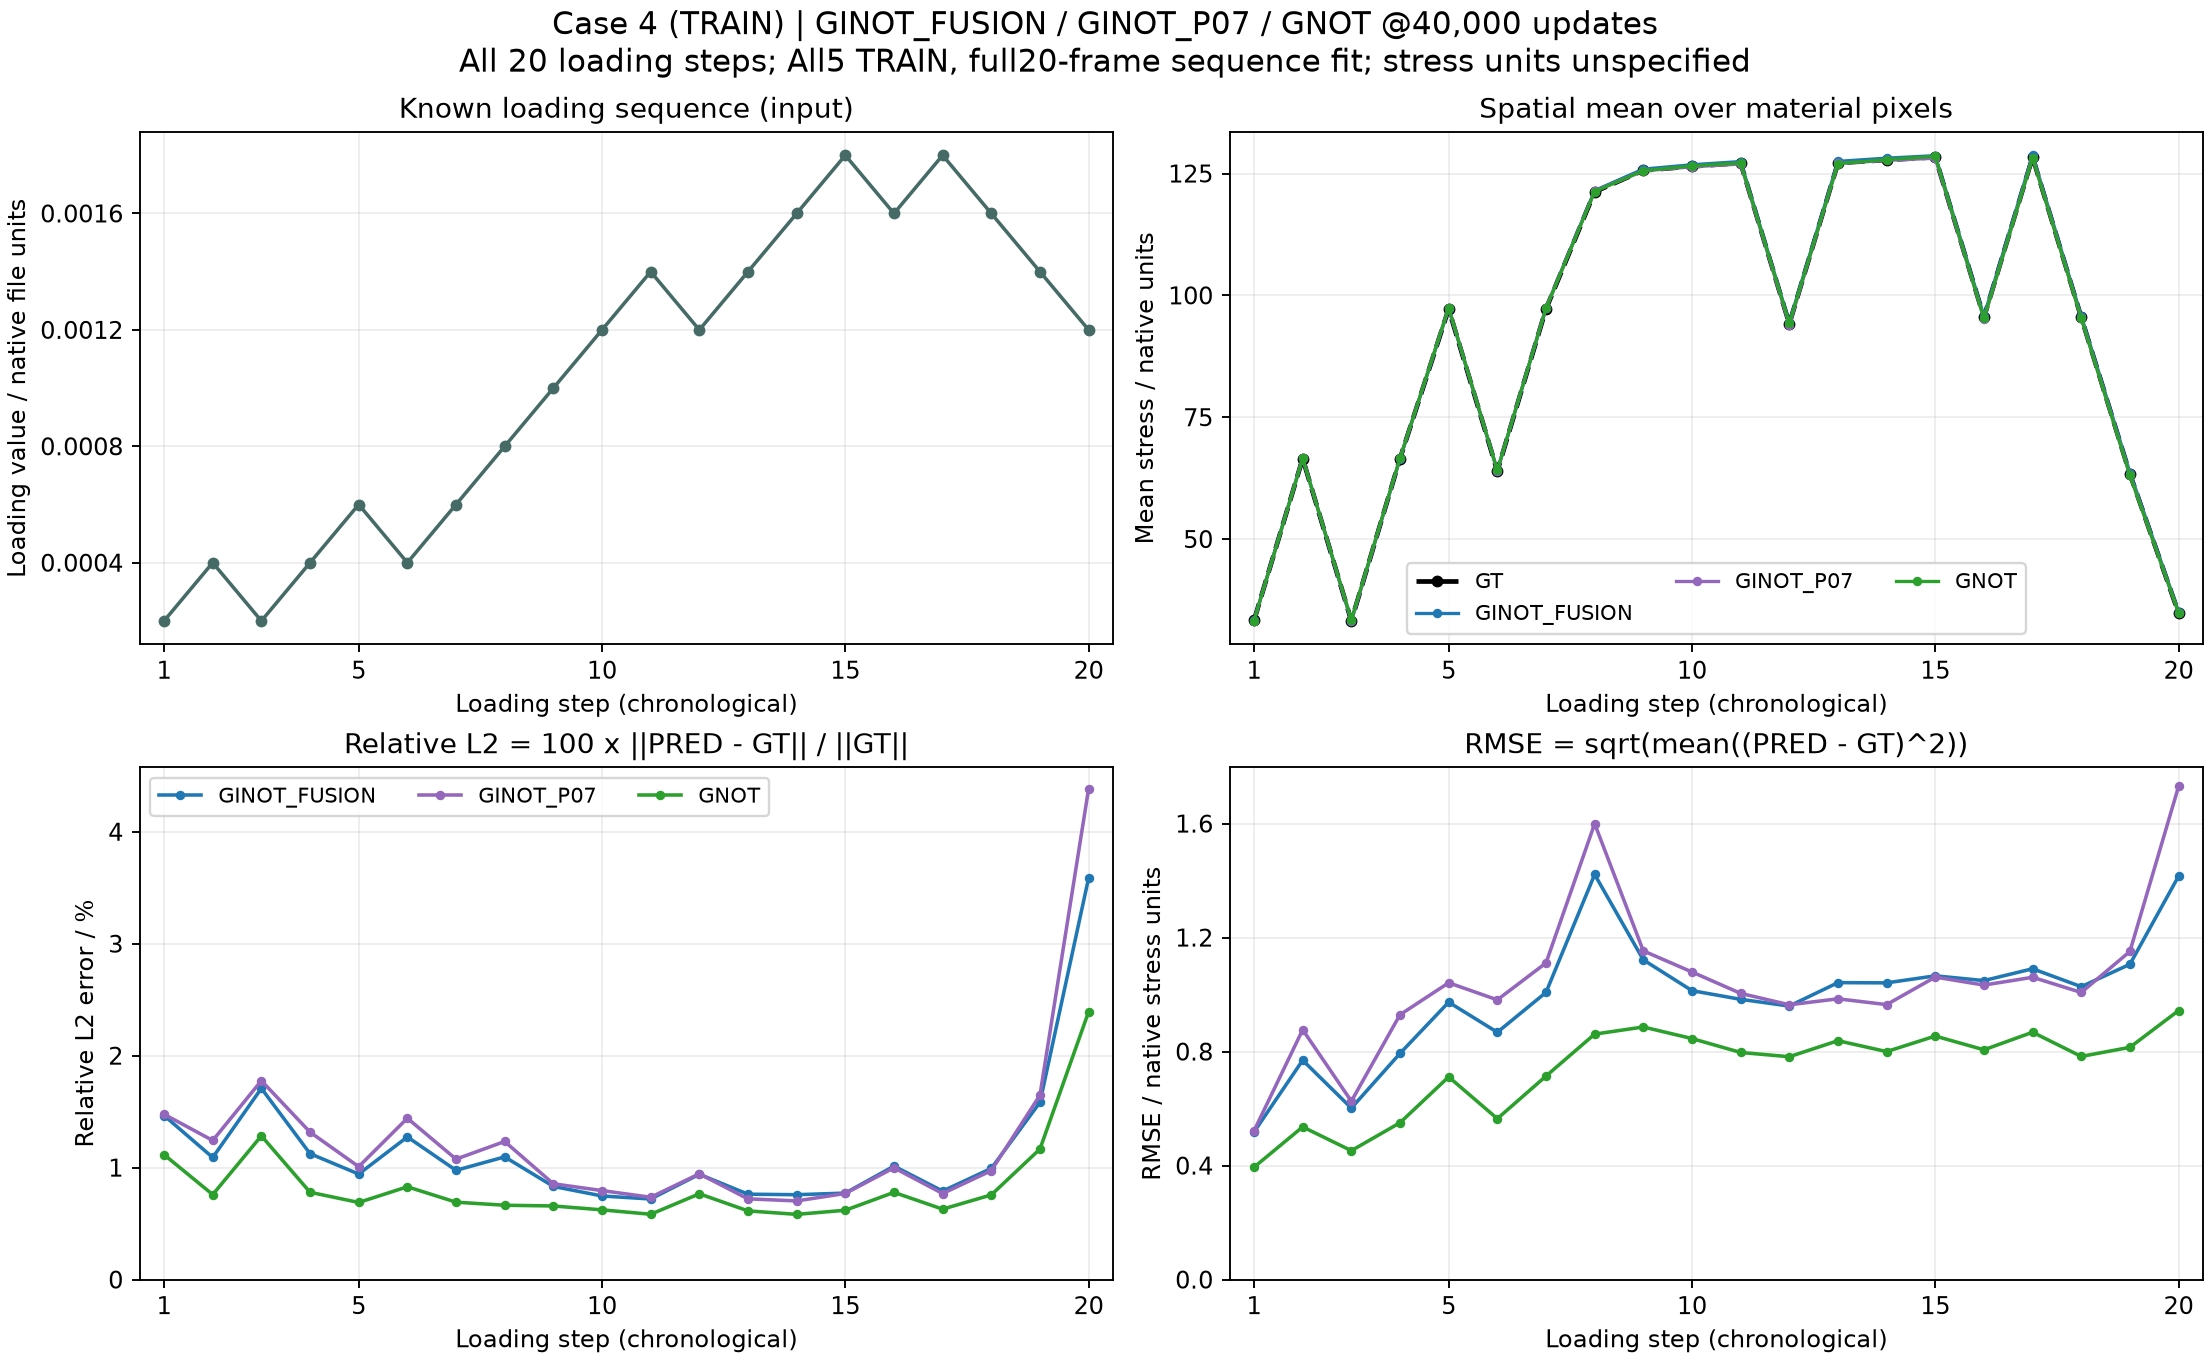 Case 4 (TRAIN) | GINOT_FUSION / GINOT_P07 / GNOT @40,000 updates
All 20 loading steps; All5 TRAIN, full20-frame sequence fit; stress units unspecified
Known loading sequence (input)
Loading value / native file units
0.0016
0.0012
0.0008
0.0004
1
5
10
15
20
Loading step (chronological)
Spatial mean over material pixels
Mean stress / native units
125
100
75
50
GT
GINOT_FUSION
GINOT_P07
GNOT
1
5
10
15
20
Loading step (chronological)
Relative L2 = 100 x ||PRED - GT|| / ||GT||
Relative L2 error / %
GINOT_FUSION
GINOT_P07
GNOT
4
3
2
1
0
1
5
10
15
20
Loading step (chronological)
RMSE = sqrt(mean((PRED - GT)^2))
RMSE / native stress units
1.6
1.2
0.8
0.4
0.0
1
5
10
15
20
Loading step (chronological)